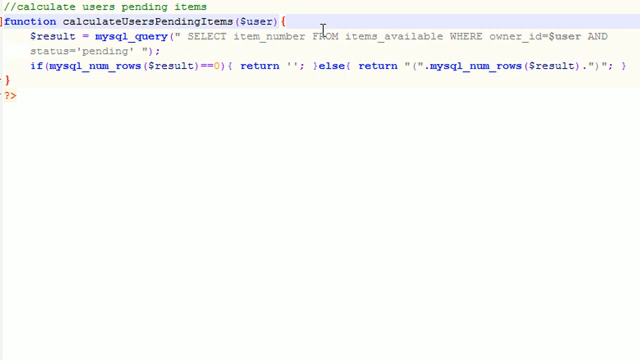 //calculate users pending items
function calculateUsersPendingItems($user){
$result = mysql_query(" SELECT item_number FROM items_available WHERE owner_id=$user AND
status='pending' ");
if(mysql_num_rows($result)==0){ return ''; }else{ return "(".mysql_num_rows($result).")"; }
}
?>